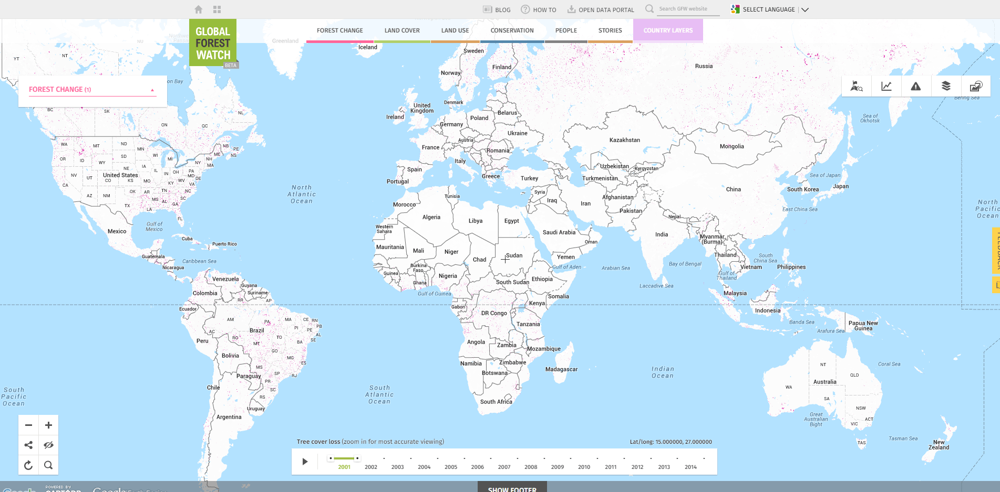 BLOG
HOW TO
OPEN DATA PORTAL
Search GFW website
SELECT LANGUAGE
GLOBAL
FOREST
WATCH
BETA
FOREST CHANGE
LAND COVER
LAND USE
CONSERVATION
PEOPLE
STORIES
COUNTRY LAYERS
NU
Greenland
Iceland
Sweden
Finland
Norway
Russia
YT
NT
on Bay
FOREST CHANGE (1)
Bering Sea
Sea of
Okhotsk
BC
SK
NL
ON
QC
Denmark
United
Kingdom
Ireland
Belarus
Poland
Germany
Ukraine
Austria
France
Romania
Kazakhstan
Mongolia
WA
MT
ND
MN
NB
PE
ME
NS
OR
ID
SD
WI
MI
NH
WY
NY
MA
IA
NE
IL
IN
OH
PA
NV
UT
United States
CO
KS
MO
KY
WV
MD
DE
VA
CA
AZ
NM
OK
AR
TN
NC
MS
AL
GA
SC
TX
LA
FL
Italy
Spain
Greece
Portugal
Turkey
Uzbekistan
Kyrgyzstan
Turkmenistan
Sea of Japan
South Korea
Japan
China
North
Atlantic
Ocean
Tunisia
Syria
Iraq
Iran
Afghanistan
Morocco
Pakistan
East China Sea
North
Pacific
Ocean
Algeria
Libya
Egypt
Nepal
Gulf of
Mexico
Mexico
Western
Sahara
Saudi Arabia
India
Myanmar
(Burma)
Cuba
Puerto Rico
Mauritania
Mali
Niger
Chad
Sudan
Oman
Yemen
Guatemala
Caribbean Sea
Nicaragua
Burkina
Faso
Guinea
Gulf of Aden
Arabian Sea
Bay of Bengal
Thailand
South
China Sea
Vietnam
Philippines
Gulf of
Thailand
FEEDBACK
Venezuela
Guyana
Colombia
Suriname
Nigeria
Ghana
Ethiopia
South Sudan
Laccadive Sea
Gulf of Guinea
Somalia
Malaysia
RR
AP
Ecuador
Gabon
Kenya
DR Congo
Indonesia
AM
PA
MA
CE
RN
PI
PE
PB
AL
SE
AC
Brazil
RO
TO
BA
Peru
MT
Tanzania
Banda Sea
Arafura Sea
Papua New
Guinea
Bolivia
GO
MG
ES
MS
SP
RJ
Angola
Zambia
Mozambique
Namibia
Zimbabwe
Botswana
Madagascar
Indian
Ocean
Coral Sea
NT
QLD
Australia
WA
SA
NSW
ACT
VIC
TAS
Paraguay
PR
SC
RS
Chile
Uruguay
Argentina
South
Pacific
Ocean
South
Atlantic
Ocean
South Africa
Great
Australian
Bight
Tasman Sea
New
Zealand
Tree cover loss (zoom in for most accurate viewing)
Lat/long: 15.000000, 27.000000
2001 2002 2003 2004 2005 2006 2007 2008 2009 2010 2011 2012 2013 2014
POWERED BY
SHOW FOOTER